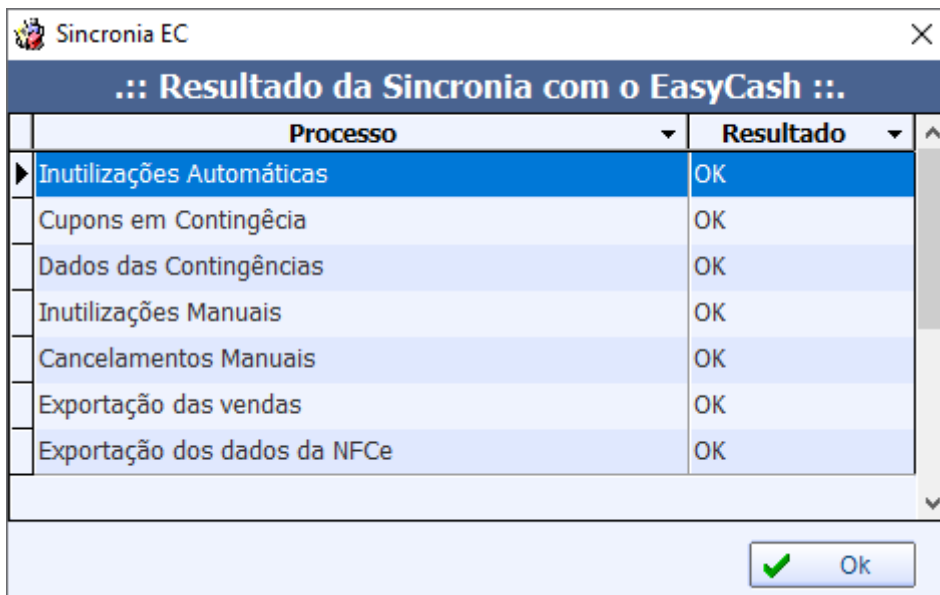 Sincronia EC
.:: Resultado da Sincronia com o EasyCash ::.
Processo Resultado
Inutilizações Automáticas OK
Cupons em Contingêcia OK
Dados das Contingências OK
Inutilizações Manuais OK
Cancelamentos Manuais OK
Exportação das vendas OK
Exportação dos dados da NFCe OK
Ok